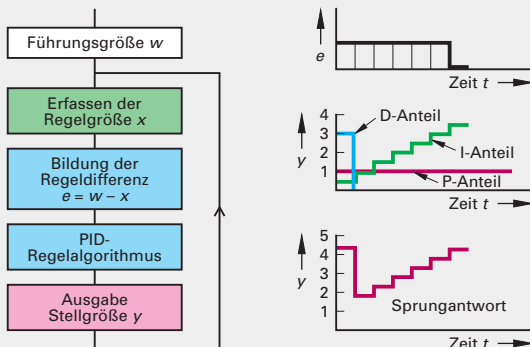 Führungsgröße w
Erfassen der
Regelgröße x
Bildung der
Regeldifferenz
e = w – x
PID-
Regelalgorithmus
Ausgabe
Stellgröße y
e
Zeit t
4
3
2
1
y
D-Anteil
I-Anteil
P-Anteil
Zeit t
5
4
3
2
1
y
Sprungantwort
Zeit t